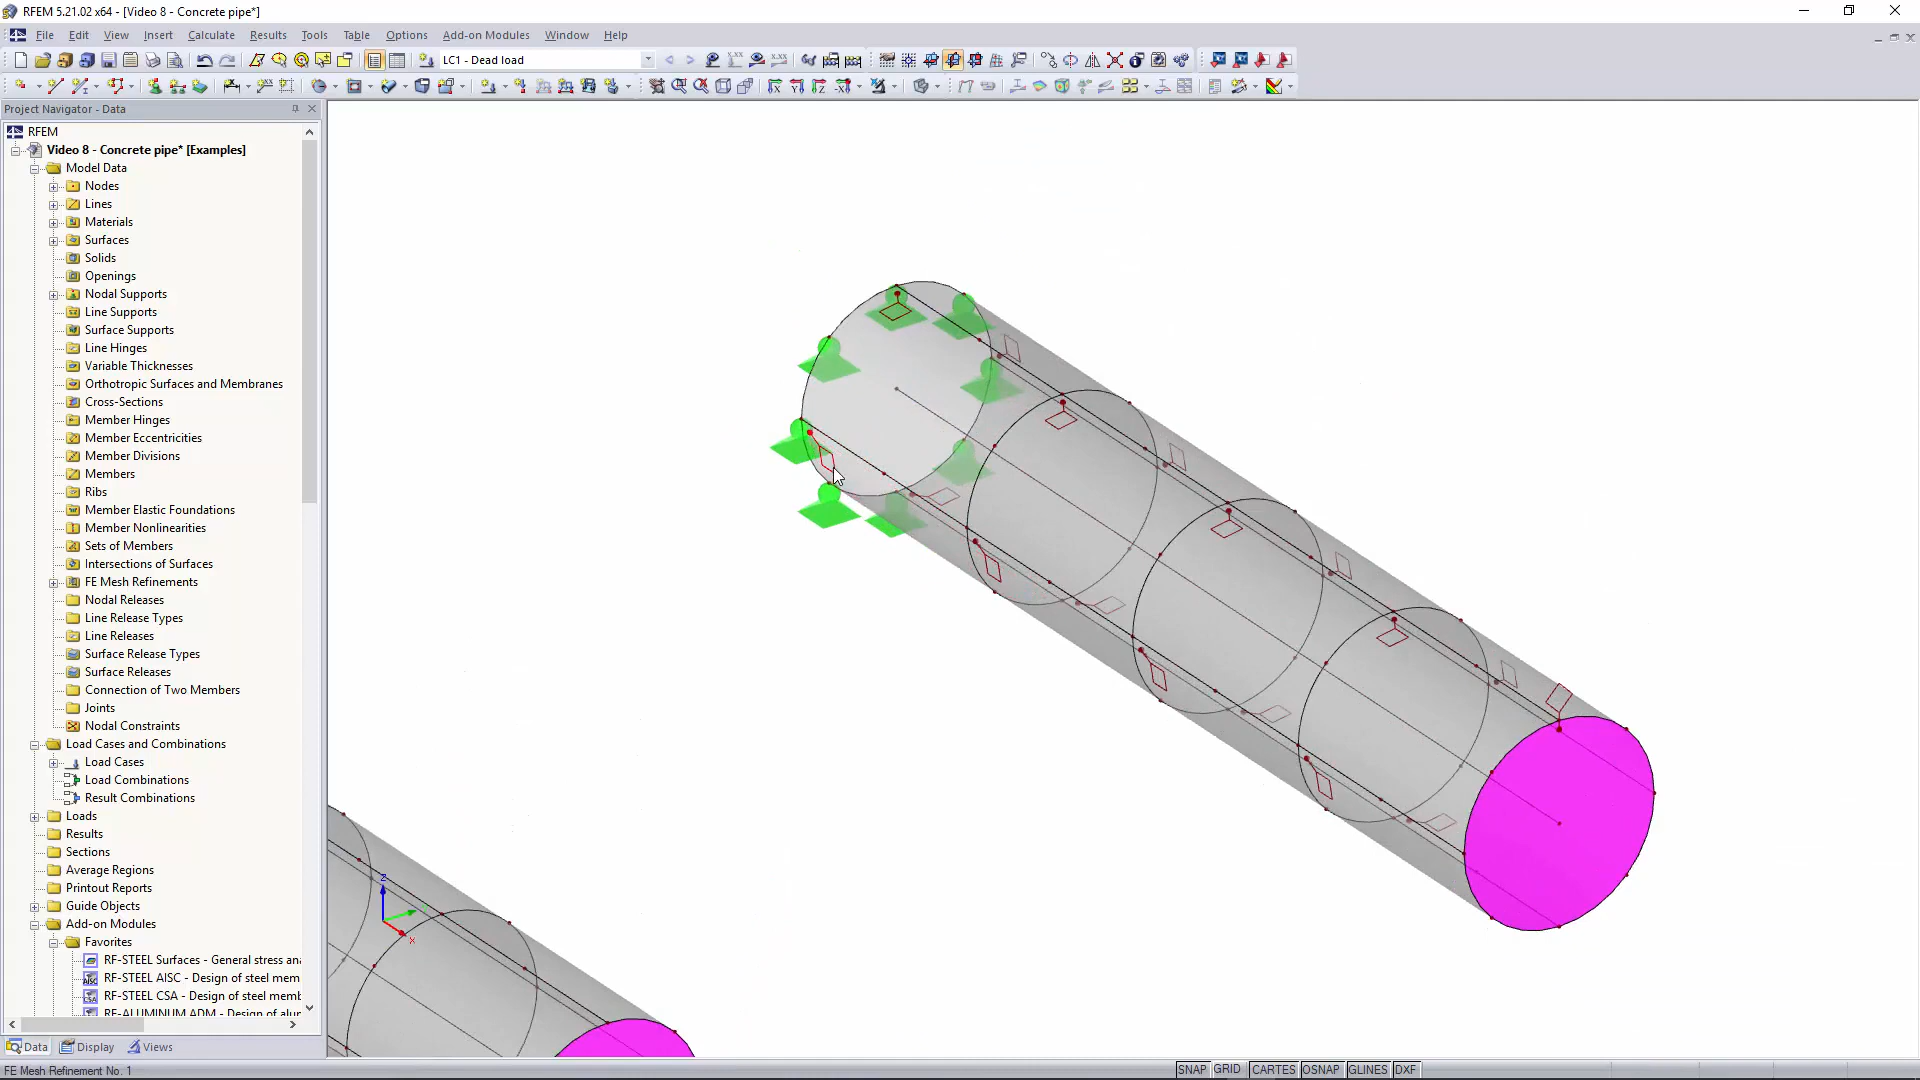 RFEM 5.21.02 x64 - [Video 8 - Concrete pipe*]
File Edit View Insert Calculate Results Tools Table Options Add-on Modules Window Help
LC1 - Dead load
Project Navigator - Data
RFEM
Video 8 - Concrete pipe* [Examples]
Model Data
Nodes
Lines
Materials
Surfaces
Solids
Openings
Nodal Supports
Line Supports
Surface Supports
Line Hinges
Variable Thicknesses
Orthotropic Surfaces and Membranes
Cross-Sections
Member Hinges
Member Eccentricities
Member Divisions
Members
Ribs
Member Elastic Foundations
Member Nonlinearities
Sets of Members
Intersections of Surfaces
FE Mesh Refinements
Nodal Releases
Line Release Types
Line Releases
Surface Release Types
Surface Releases
Connection of Two Members
Joints
Nodal Constraints
Load Cases and Combinations
Load Cases
Load Combinations
Result Combinations
Loads
Results
Sections
Average Regions
Printout Reports
Guide Objects
Add-on Modules
Favorites
RF-STEEL Surfaces - General stress an
RF-STEEL AISC - Design of steel mem
RF-STEEL CSA - Design of steel memb
RF-ALUMINUM ADM - Design of alur
Z
X
Data Display Views
FE Mesh Refinement No. 1
SNAP GRID CARTES OSNAP GLINES DXF